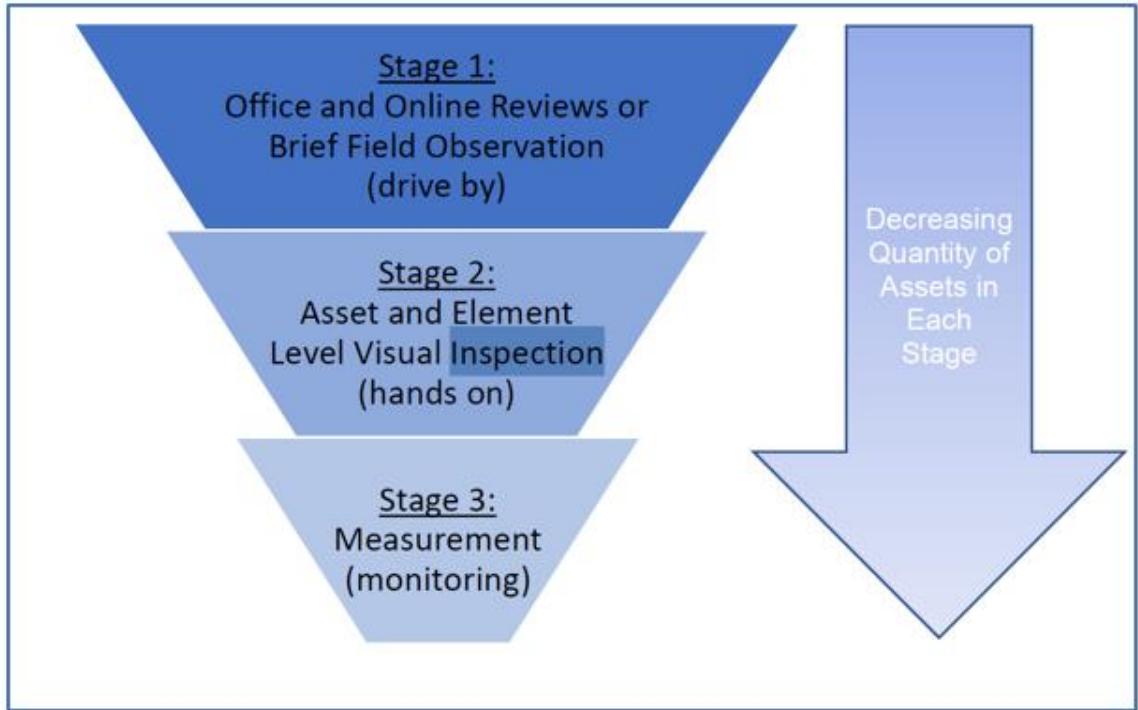 Stage 1:
Office and Online Reviews or
Brief Field Observation
(drive by)
Stage 2:
Asset and Element
Level Visual Inspection
(hands on)
Stage 3:
Measurement
(monitoring)
Decreasing
Quantity of
Assets in
Each
Stage